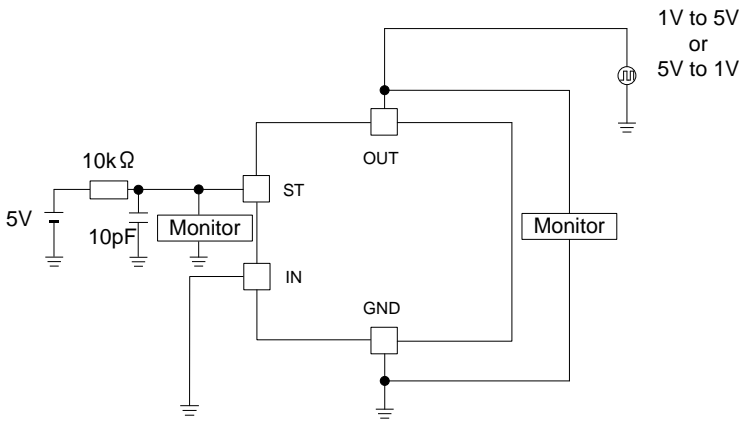 1V to 5V
or
5V to 1V
OUT
10kΩ
ST
5V
10pF
Monitor
Monitor
IN
GND